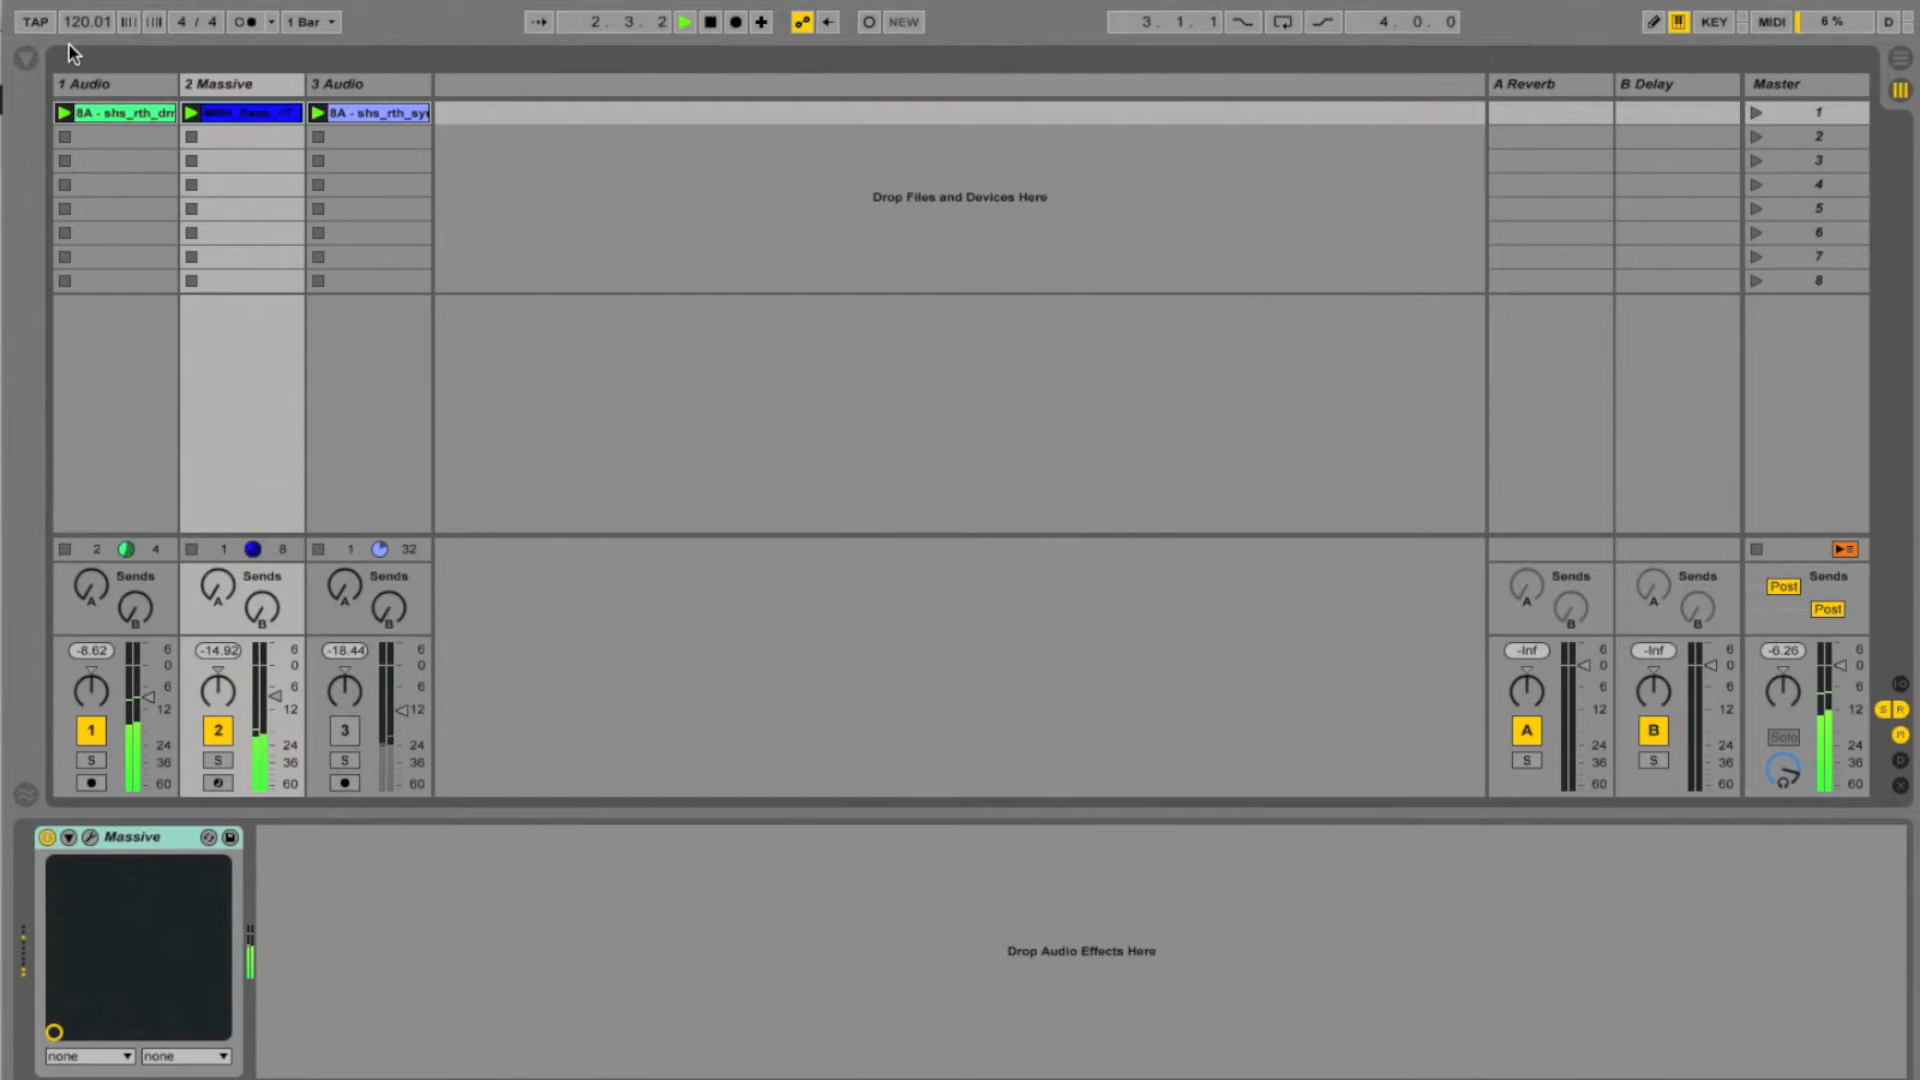 TAP 120.01 4 / 4 1 Bar 2. 3. 2 NEW 3. 1. 1 4. 0. 0 KEY MIDI 6 % D
1 Audio 2 Massive 3 Audio A Reverb B Delay Master
8A - shs_rth_drr 8A - shs_rth_syı 1
2
3
4
Drop Files and Devices Here
5
6
7
8
2 4 1 8 1 32
Sends Sends Sends Sends Sends Sends
A A A A A Post
B B B B B Post
-8.62 6 -14.92 6 -18.44 6 -Inf 6 -Inf 6 -6.26 6
0 0 0 0 0 0
6 6 6 6 6 6
12 12 12 12 12 12
1 2 3 A B Solo
24 24 24 24 24 24
S S S S S
36 36 36 36 36 36
60 60 60 60 60 60
I·O
S R
M
D
X
Massive
Drop Audio Effects Here
none none